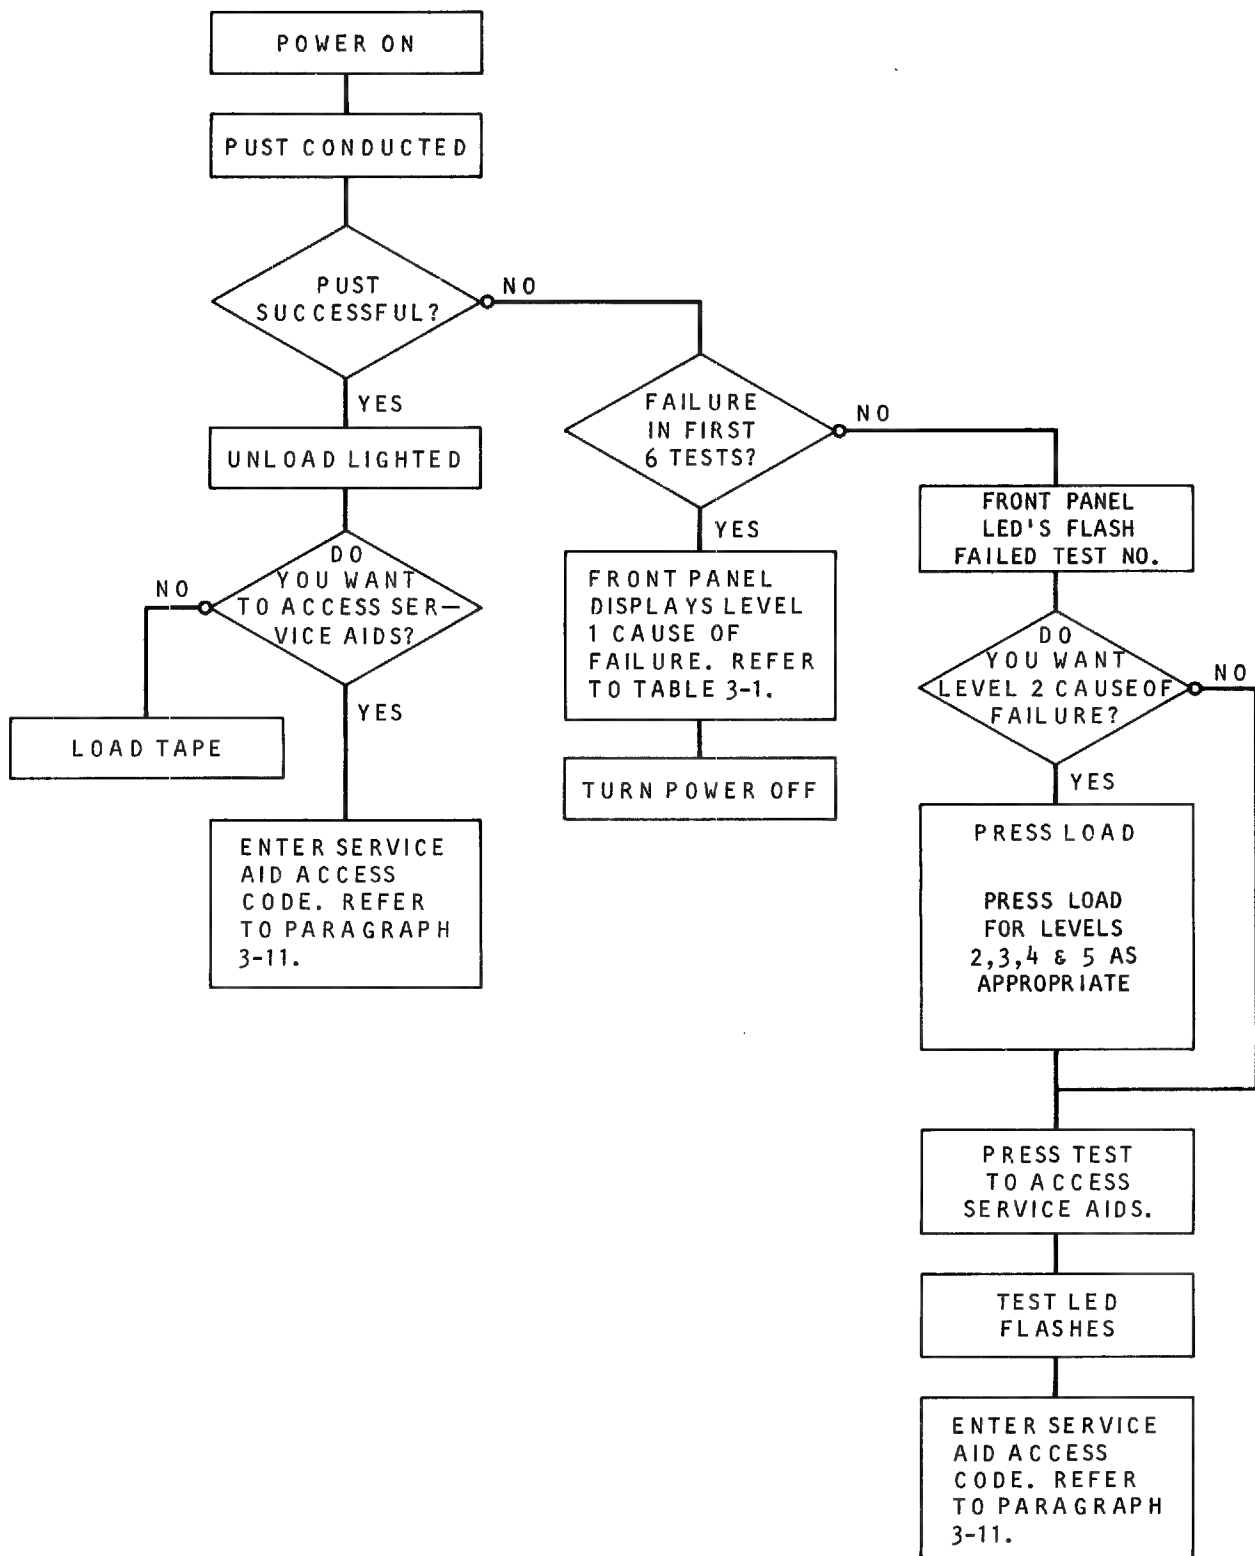 POWER ON
PUST CONDUCTED
PUST
SUCCESSFUL?
NO
YES
UNLOAD LIGHTED
DO
YOU WANT
TO ACCESS SER–
VICE AIDS?
NO
LOAD TAPE
YES
ENTER SERVICE
AID ACCESS
CODE. REFER
TO PARAGRAPH
3-11.
FAILURE
IN FIRST
6 TESTS?
NO
YES
FRONT PANEL
DISPLAYS LEVEL
1 CAUSE OF
FAILURE. REFER
TO TABLE 3-1.
TURN POWER OFF
FRONT PANEL
LED'S FLASH
FAILED TEST NO.
DO
YOU WANT
LEVEL 2 CAUSEOF
FAILURE?
NO
YES
PRESS LOAD
PRESS LOAD
FOR LEVELS
2,3,4 & 5 AS
APPROPRIATE
PRESS TEST
TO ACCESS
SERVICE AIDS.
TEST LED
FLASHES
ENTER SERVICE
AID ACCESS
CODE. REFER
TO PARAGRAPH
3-11.